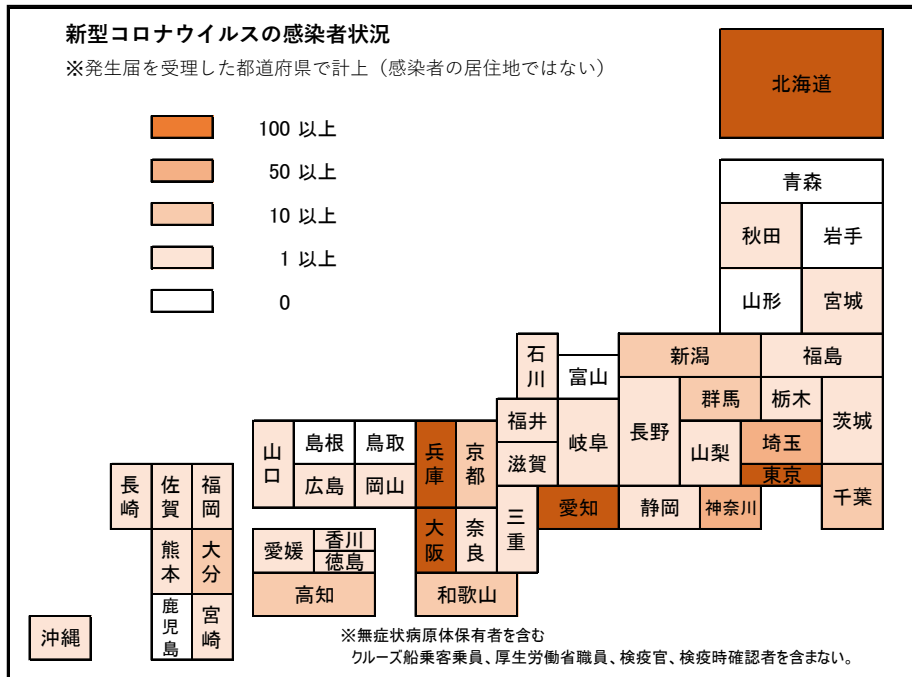 新型コロナウイルスの感染者状況
※発生届を受理した都道府県で計上（感染者の居住地ではない）
北海道
100 以上
50 以上
10 以上
1 以上
0
青森
秋田
岩手
山形
宮城
石川
富山
新潟
福島
福井
岐阜
長野
群馬
栃木
茨城
滋賀
山梨
埼玉
東京
千葉
山口
島根
鳥取
兵庫
京都
広島
岡山
長崎
佐賀
福岡
三重
愛知
静岡
神奈川
大阪
奈良
愛媛
香川
徳島
熊本
大分
高知
和歌山
鹿児島
宮崎
沖縄
※無症状病原体保有者を含む
クルーズ船乗客乗員、厚生労働省職員、検疫官、検疫時確認者を含まない。